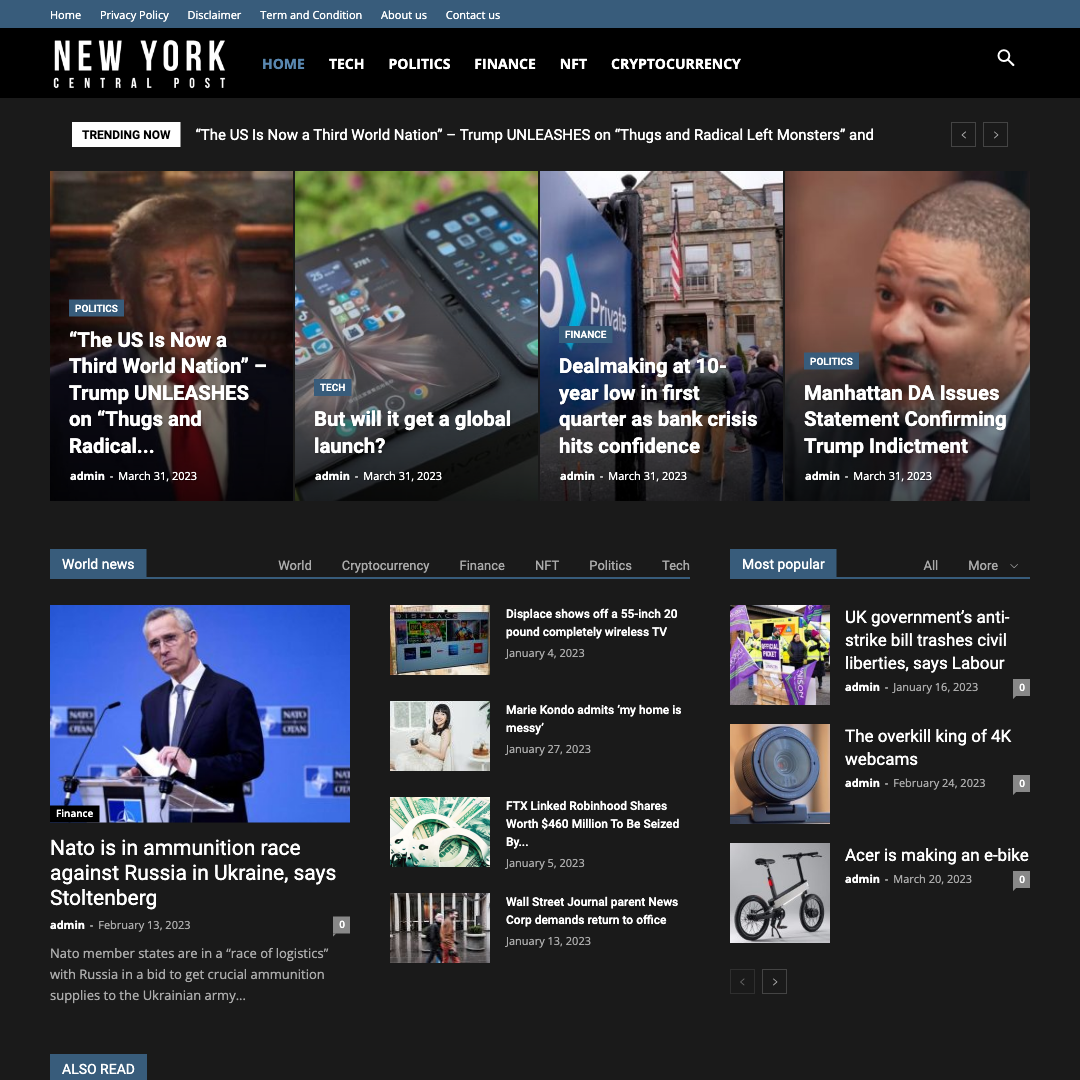 Home Privacy Policy Disclaimer Term and Condition About us Contact us
NEW YORK
CENTRAL POST
HOME TECH POLITICS FINANCE NFT CRYPTOCURRENCY
TRENDING NOW
“The US Is Now a Third World Nation” – Trump UNLEASHES on “Thugs and Radical Left Monsters” and
POLITICS
“The US Is Now a
Third World Nation” –
Trump UNLEASHES
on “Thugs and
Radical...
admin - March 31, 2023
TECH
But will it get a global
launch?
admin - March 31, 2023
Private
FINANCE
Dealmaking at 10-
year low in first
quarter as bank crisis
hits confidence
admin - March 31, 2023
POLITICS
Manhattan DA Issues
Statement Confirming
Trump Indictment
admin - March 31, 2023
World news
World Cryptocurrency Finance NFT Politics Tech
NATO
OTAN
NATO
OTAN
Finance
Nato is in ammunition race
against Russia in Ukraine, says
Stoltenberg
admin - February 13, 2023
0
Nato member states are in a “race of logistics”
with Russia in a bid to get crucial ammunition
supplies to the Ukrainian army...
DISPLACE
Displace shows off a 55-inch 20
pound completely wireless TV
January 4, 2023
Marie Kondo admits ‘my home is
messy’
January 27, 2023
FTX Linked Robinhood Shares
Worth $460 Million To Be Seized
By...
January 5, 2023
Wall Street Journal parent News
Corp demands return to office
January 13, 2023
Most popular
All More
OFFICIAL
PICKET
UNISON
UK government’s anti-
strike bill trashes civil
liberties, says Labour
admin - January 16, 2023
0
The overkill king of 4K
webcams
admin - February 24, 2023
0
Acer is making an e-bike
admin - March 20, 2023
0
ALSO READ